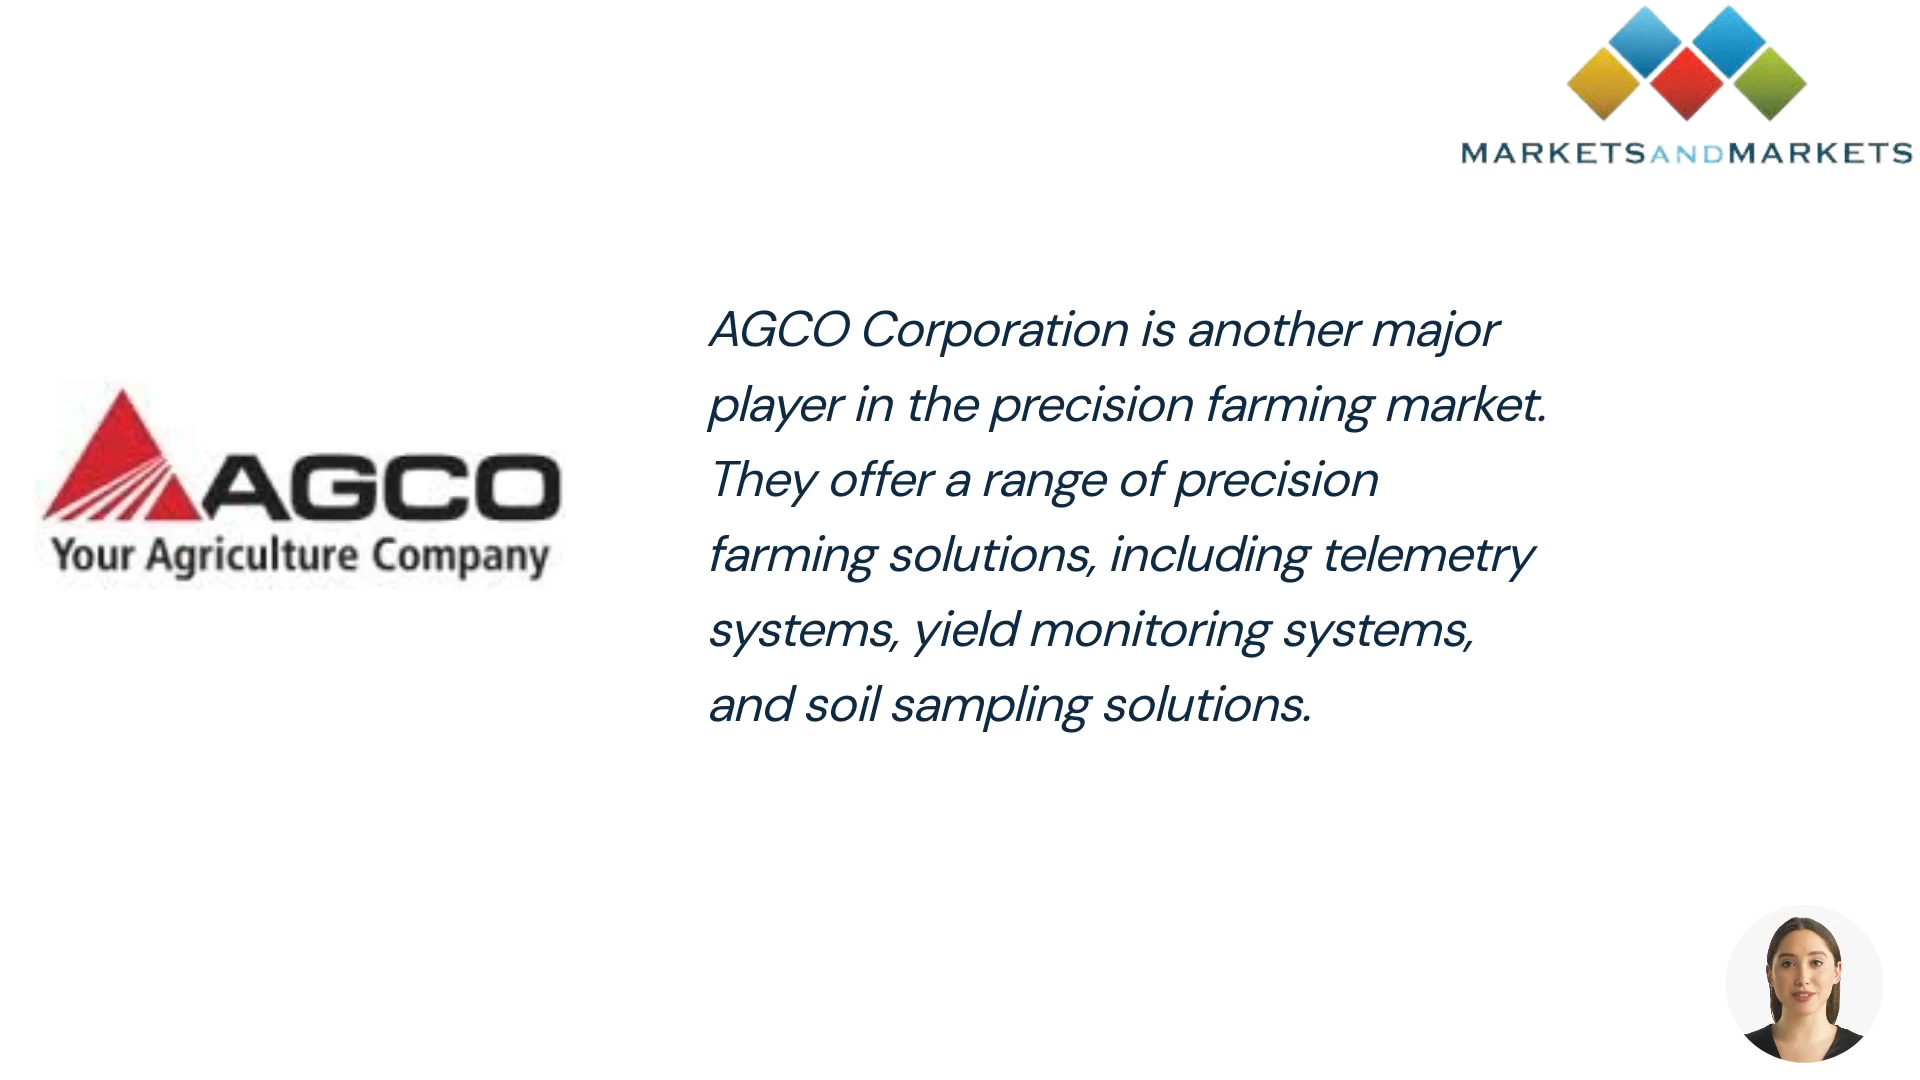 MARKETSANDMARKETS
AGCO
Your Agriculture Company
AGCO Corporation is another major
player in the precision farming market.
They offer a range of precision
farming solutions, including telemetry
systems, yield monitoring systems,
and soil sampling solutions.